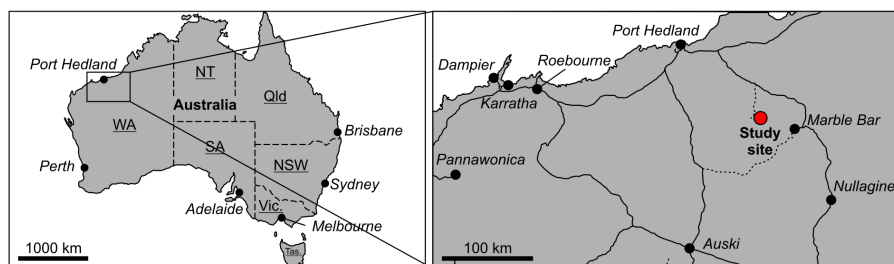 Port Hedland
NT
Australia
Qld
WA
Brisbane
SA
NSW
Perth
Sydney
Adelaide
Vic.
Melbourne
1000 km
Tas.
Port Hedland
Dampier
Roebourne
Karratha
Study
site
Marble Bar
Pannawonica
Nullagine
100 km
Auski